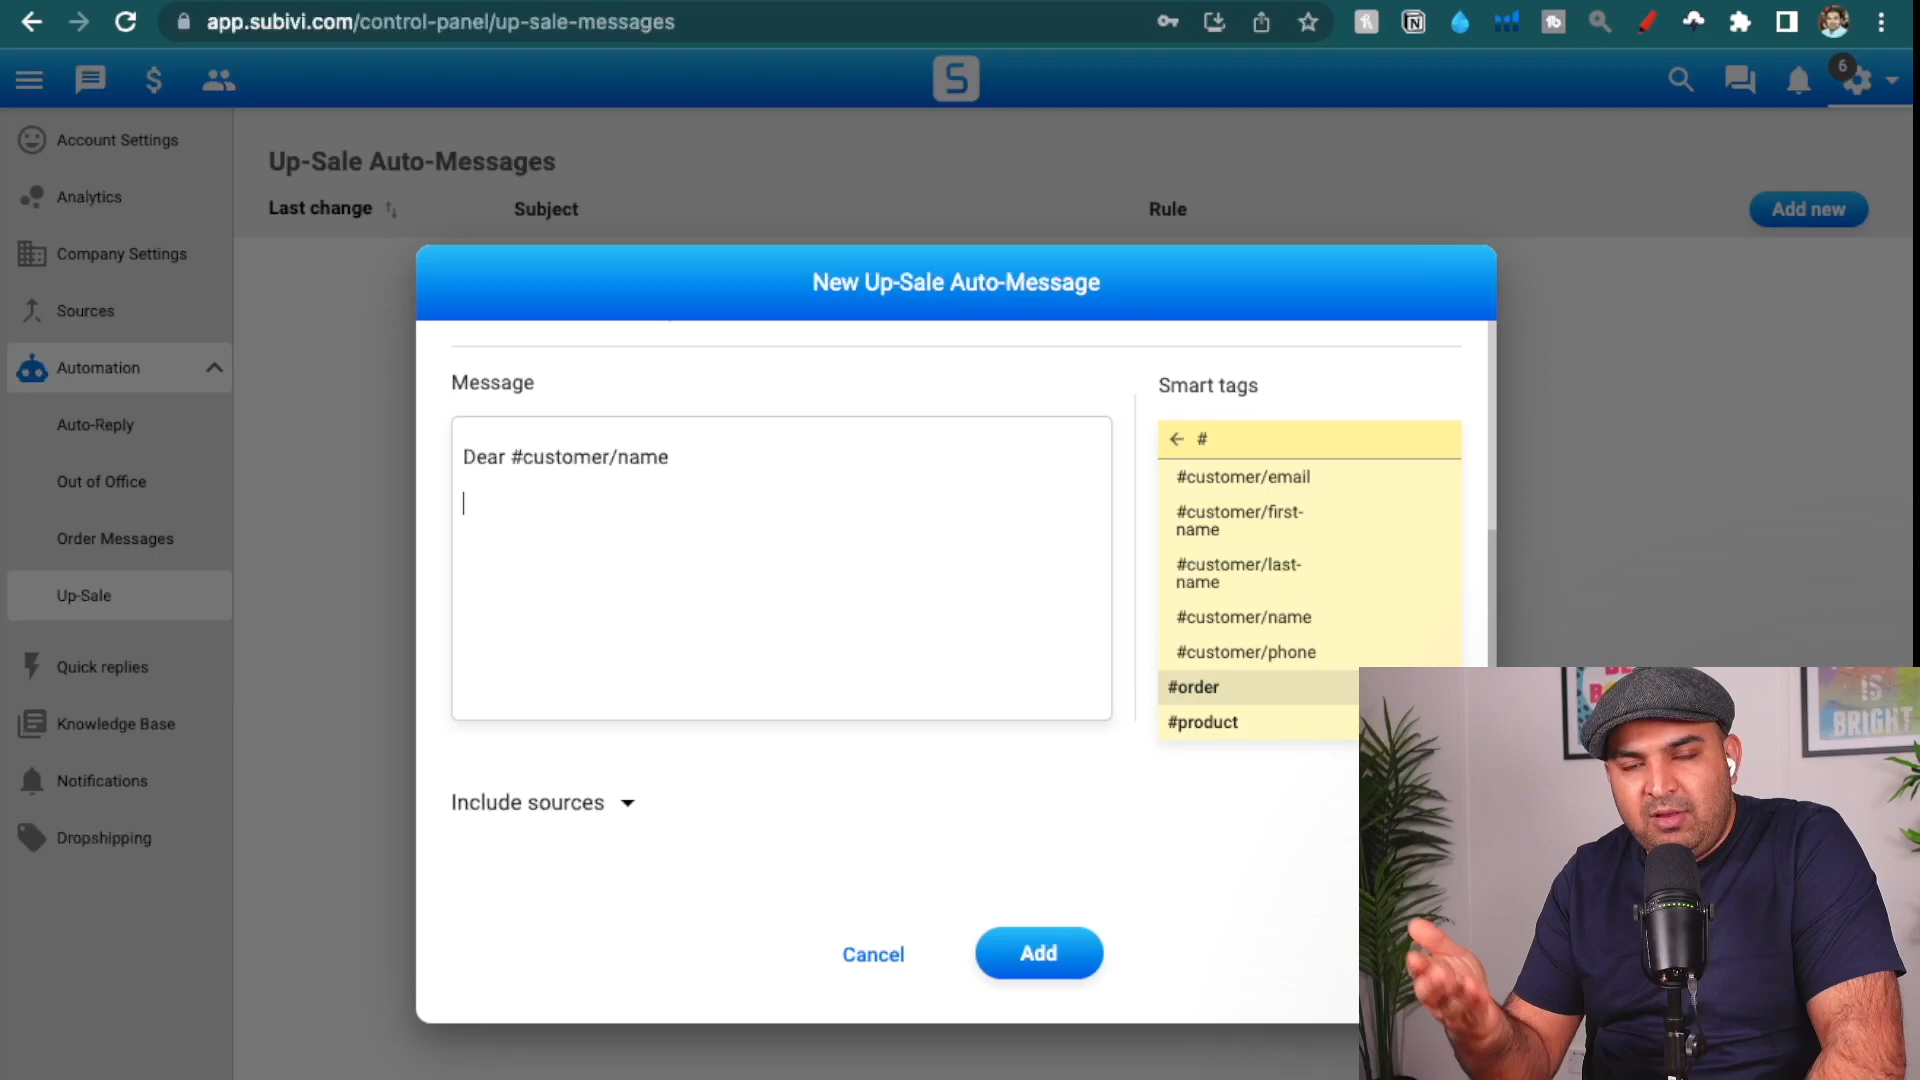 app.subivi.com/control-panel/up-sale-messages
S
6
Account Settings
Analytics
Company Settings
Sources
Automation
Auto-Reply
Out of Office
Order Messages
Up-Sale
Quick replies
Knowledge Base
Notifications
Dropshipping
Up-Sale Auto-Messages
Last change
Subject
Rule
Add new
New Up-Sale Auto-Message
Message
Dear #customer/name
Smart tags
#
#customer/email
#customer/first-
name
#customer/last-
name
#customer/name
#customer/phone
#order
#product
Include sources
Cancel
Add
IS
BRIGHT